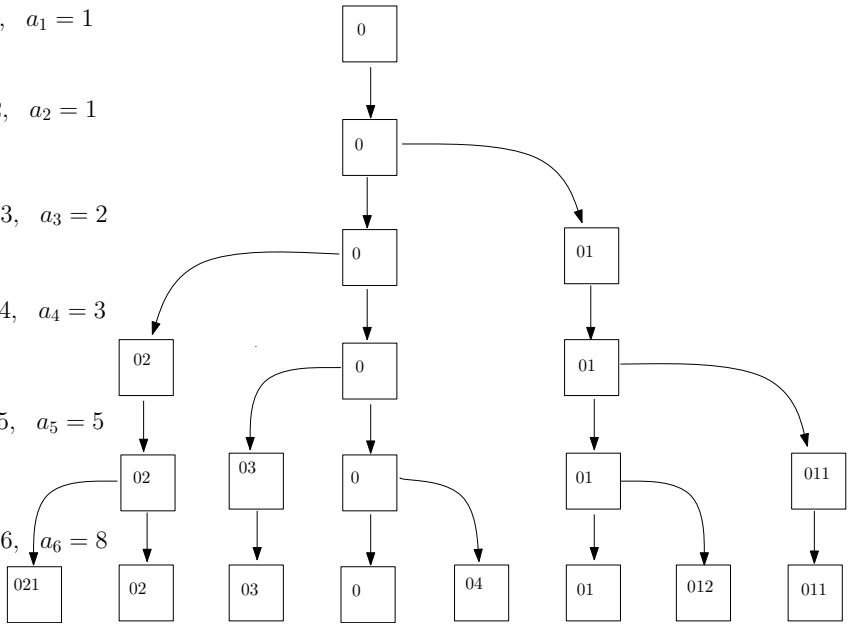 , a₁ = 1
0
2, a₂ = 1
0
3, a₃ = 2
0 01
4, a₄ = 3
02 0 01
5, a₅ = 5
02 03 0 01 011
6, a₆ = 8
021 02 03 0 04 01 012 011